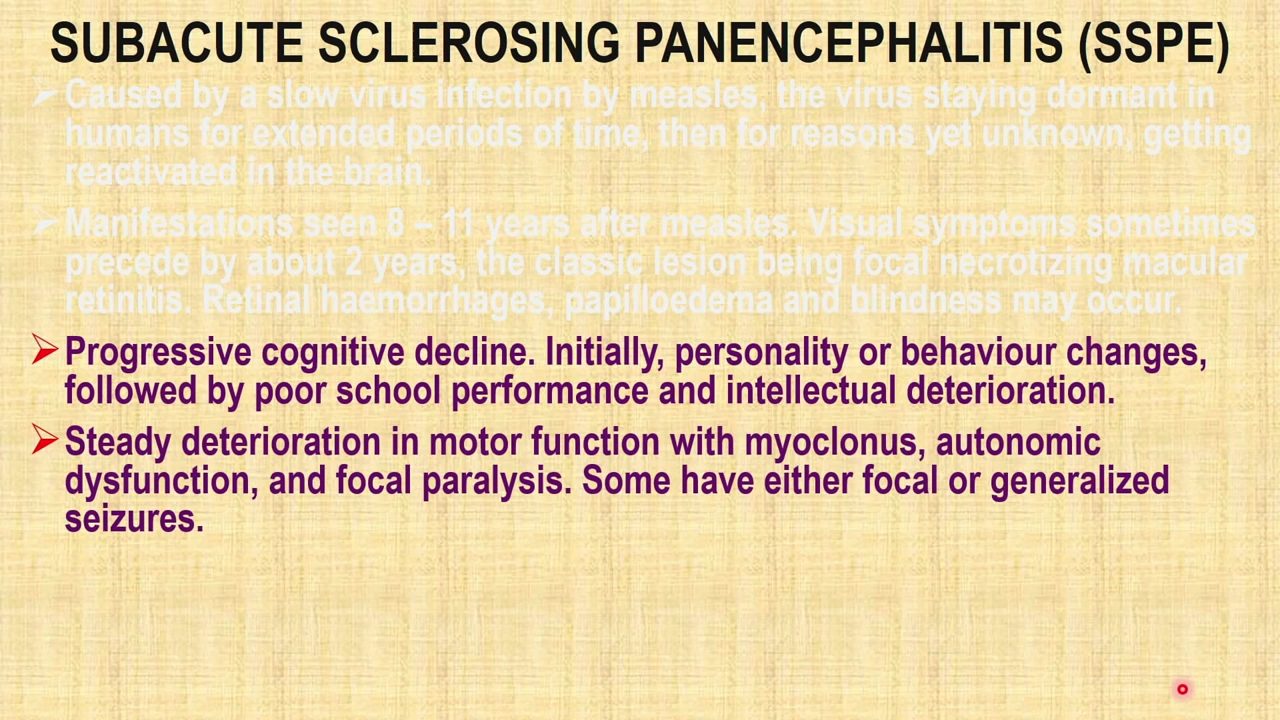 SUBACUTE SCLEROSING PANENCEPHALITIS (SSPE)
Caused by a slow virus infection by measles, the virus staying dormant in
humans for extended periods of time, then for reasons yet unknown, getting
reactivated in the brain.
Manifestations seen 8 – 11 years after measles. Visual symptoms sometimes
precede by about 2 years, the classic lesion being focal necrotizing macular
retinitis. Retinal haemorrhages, papilloedema and blindness may occur.
Progressive cognitive decline. Initially, personality or behaviour changes,
followed by poor school performance and intellectual deterioration.
Steady deterioration in motor function with myoclonus, autonomic
dysfunction, and focal paralysis. Some have either focal or generalized
seizures.